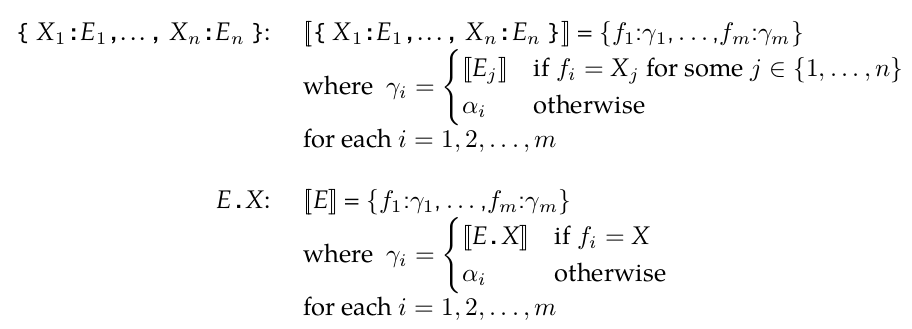 { X₁:E₁,..., Xₙ:Eₙ }: ⟦{ X₁:E₁,..., Xₙ:Eₙ }⟧ = {f₁:γ₁,...,fₘ:γₘ}
where γᵢ = { ⟦Eⱼ⟧ if fᵢ = Xⱼ for some j ∈ {1,...,n}
αᵢ otherwise
for each i = 1, 2, ..., m
E.X: ⟦E⟧ = {f₁:γ₁,...,fₘ:γₘ}
where γᵢ = { ⟦E.X⟧ if fᵢ = X
αᵢ otherwise
for each i = 1, 2, ..., m